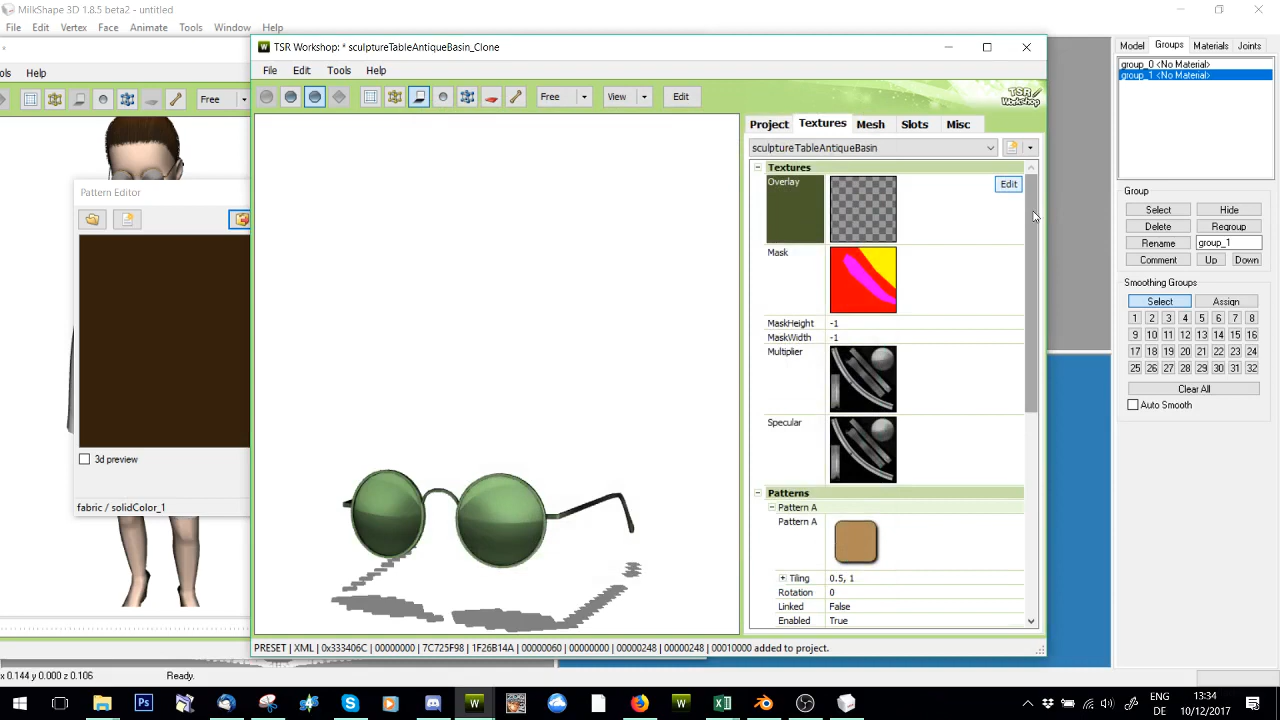 MilkShape 3D 1.8.5 beta2 - untitled
File Edit Vertex Face Animate Tools Window Help
ols Help
Free
Pattern Editor
3d preview
fabric / solidColor_1
TSR Workshop: * sculptureTableAntiqueBasin_Clone
File Edit Tools Help
Free View Edit
TSR Workshop
Project Textures Mesh Slots Misc
sculptureTableAntiqueBasin
Textures
Overlay Edit
Mask
MaskHeight -1
MaskWidth -1
Multiplier
Specular
Patterns
Pattern A
Pattern A
Tiling 0.5, 1
Rotation 0
Linked False
Enabled True
PRESET | XML | 0x333406C | 00000000 | 7C725F98 | 1F26B14A | 00000060 | 00000000 | 00000248 | 00000248 | 00010000 added to project.
Model Groups Materials Joints
group_0 <No Material>
group_1 <No Material>
Group
Select Hide
Delete Regroup
Rename group_1
Comment Up Down
Smoothing Groups
Select Assign
1 2 3 4 5 6 7 8
9 10 11 12 13 14 15 16
17 18 19 20 21 22 23 24
25 26 27 28 29 30 31 32
Clear All
Auto Smooth
x 0.144 y 0.000 z 0.106 Ready.
ENG 13:34
DE 10/12/2017